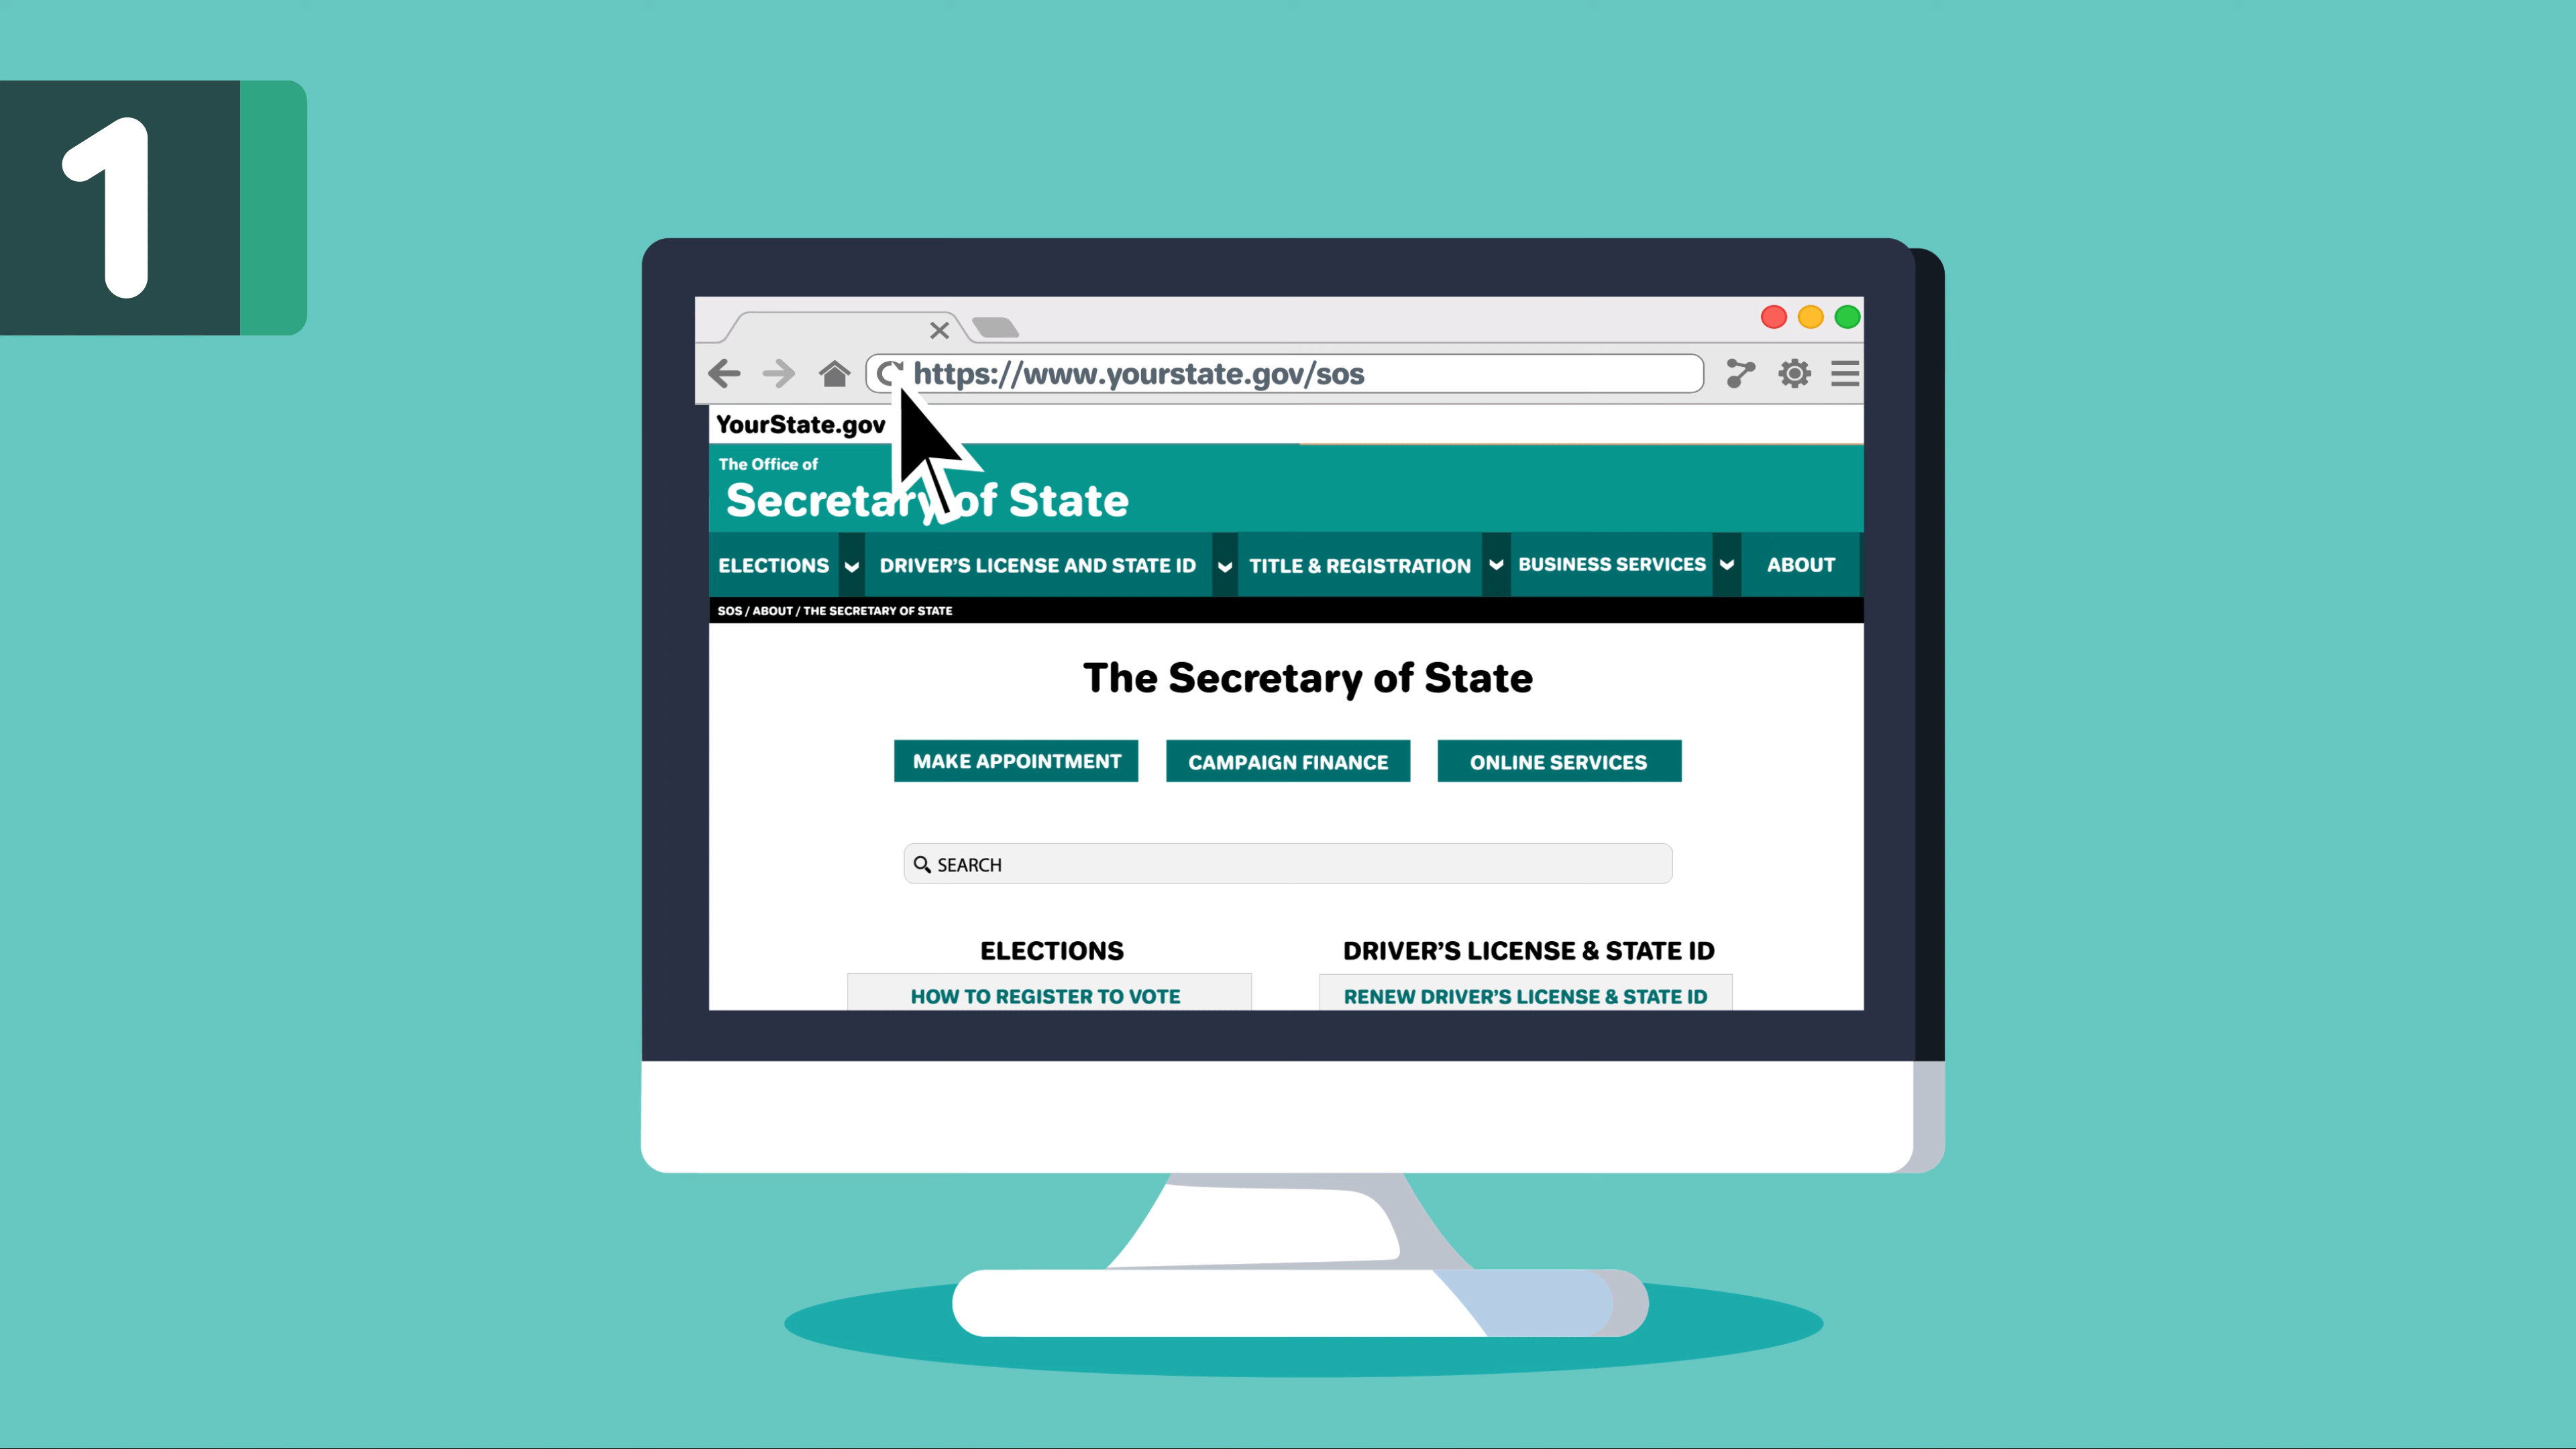 1
https://www.yourstate.gov/sos
YourState.gov
The Office of
Secretary of State
ELECTIONS DRIVER'S LICENSE AND STATE ID TITLE & REGISTRATION BUSINESS SERVICES ABOUT
SOS / ABOUT / THE SECRETARY OF STATE
The Secretary of State
MAKE APPOINTMENT CAMPAIGN FINANCE ONLINE SERVICES
SEARCH
ELECTIONS DRIVER'S LICENSE & STATE ID
HOW TO REGISTER TO VOTE RENEW DRIVER'S LICENSE & STATE ID